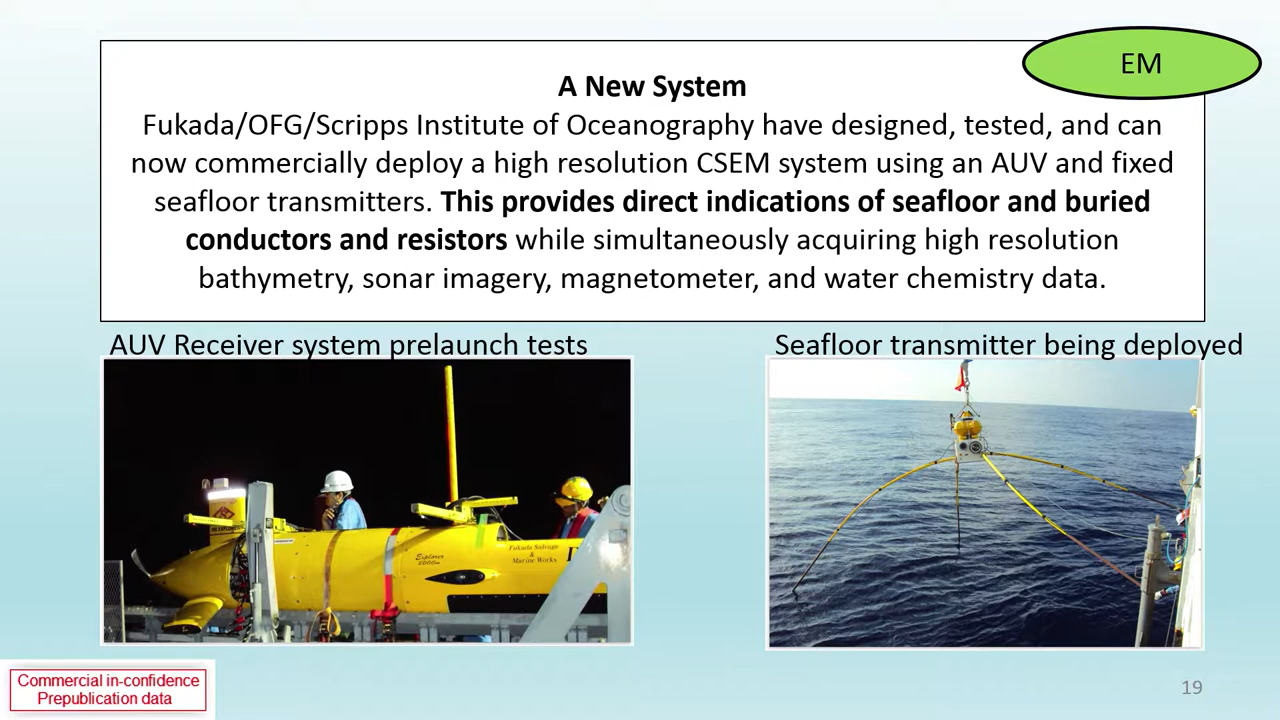 EM
A New System
Fukada/OFG/Scripps Institute of Oceanography have designed, tested, and can
now commercially deploy a high resolution CSEM system using an AUV and fixed
seafloor transmitters. This provides direct indications of seafloor and buried
conductors and resistors while simultaneously acquiring high resolution
bathymetry, sonar imagery, magnetometer, and water chemistry data.
AUV Receiver system prelaunch tests
Seafloor transmitter being deployed
Explorer
Fukada Salvage
&
Marine Works
Commercial in-confidence
Prepublication data
19